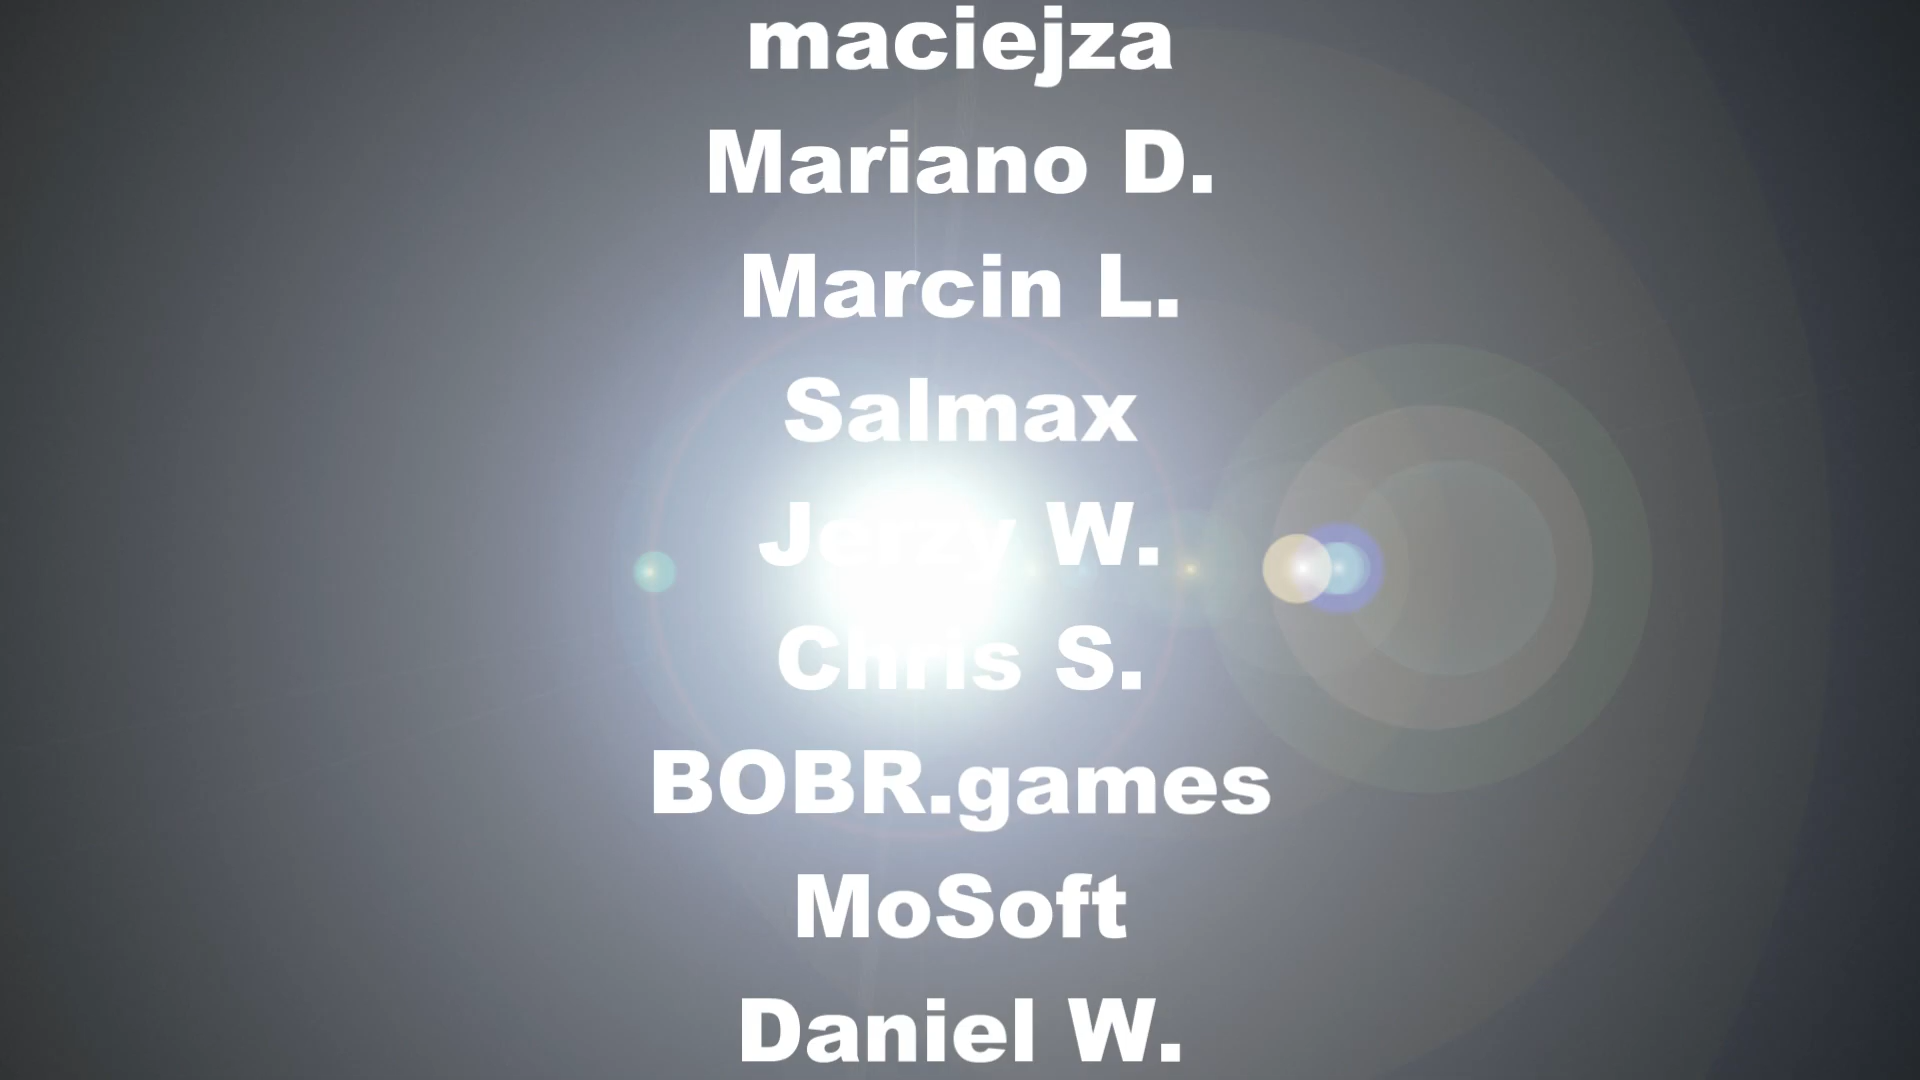 maciejza
Mariano D.
Marcin L.
Salmax
Jerzy W.
Chris S.
BOBR.games
MoSoft
Daniel W.